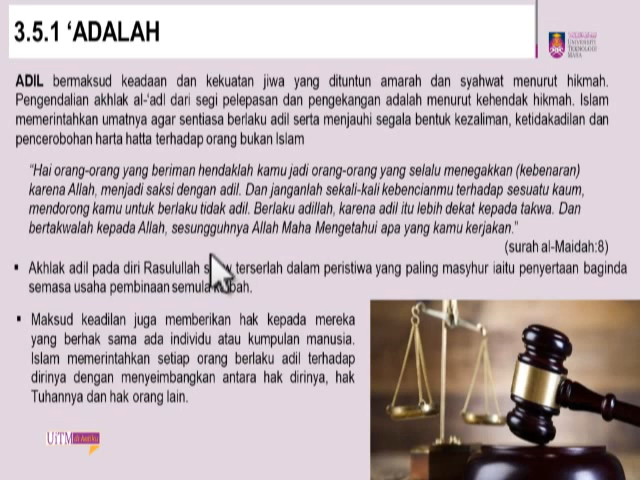 3.5.1 ‘ADALAH
UNIVERSITI
TEKNOLOGI
MARA
ADIL bermaksud keadaan dan kekuatan jiwa yang dituntun amarah dan syahwat menurut hikmah.
Pengendalian akhlak al-‘adl dari segi pelepasan dan pengekangan adalah menurut kehendak hikmah. Islam
memerintahkan umatnya agar sentiasa berlaku adil serta menjauhi segala bentuk kezaliman, ketidakadilan dan
pencerobohan harta hatta terhadap orang bukan Islam
“Hai orang-orang yang beriman hendaklah kamu jadi orang-orang yang selalu menegakkan (kebenaran)
karena Allah, menjadi saksi dengan adil. Dan janganlah sekali-kali kebencianmu terhadap sesuatu kaum,
mendorong kamu untuk berlaku tidak adil. Berlaku adillah, karena adil itu lebih dekat kepada takwa. Dan
bertakwalah kepada Allah, sesungguhnya Allah Maha Mengetahui apa yang kamu kerjakan.”
(surah al-Maidah:8)
▪ Akhlak adil pada diri Rasulullah terserlah dalam peristiwa yang paling masyhur iaitu penyertaan baginda
semasa usaha pembinaan semula
▪ Maksud keadilan juga memberikan hak kepada mereka
yang berhak sama ada individu atau kumpulan manusia.
Islam memerintahkan setiap orang berlaku adil terhadap
dirinya dengan menyeimbangkan antara hak dirinya, hak
Tuhannya dan hak orang lain.
UiTM di hatiku